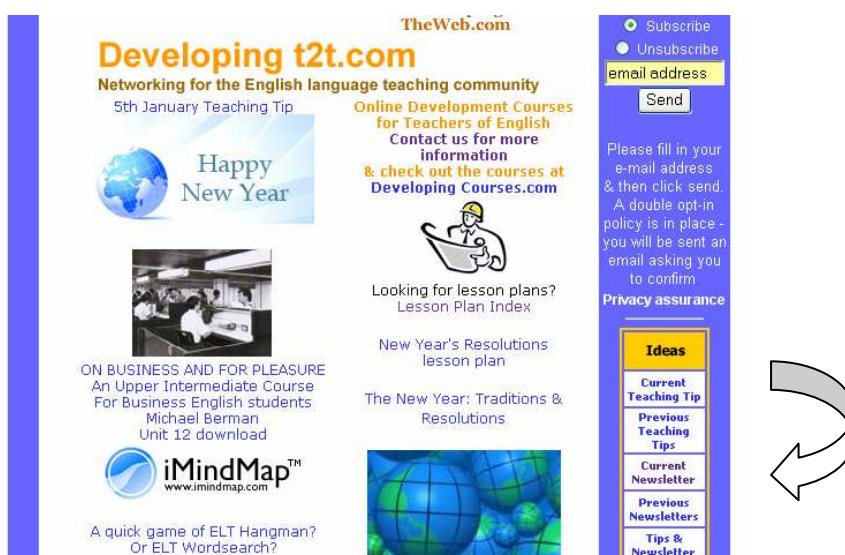 TheWeb.com
Developing t2t.com
Networking for the English language teaching community
5th January Teaching Tip
Happy
New Year
ON BUSINESS AND FOR PLEASURE
An Upper Intermediate Course
For Business English students
Michael Berman
Unit 12 download
iMindMap™
www.imindmap.com
A quick game of ELT Hangman?
Or ELT Wordsearch?
Online Development Courses
for Teachers of English
Contact us for more
information
& check out the courses at
Developing Courses.com
Looking for lesson plans?
Lesson Plan Index
New Year's Resolutions
lesson plan
The New Year: Traditions &
Resolutions
Subscribe
Unsubscribe
email address
Send
Please fill in your
e-mail address
& then click send.
A double opt-in
policy is in place -
you will be sent an
email asking you
to confirm
Privacy assurance
Ideas
Current
Teaching Tip
Previous
Teaching
Tips
Current
Newsletter
Previous
Newsletters
Tips &
Newsletter